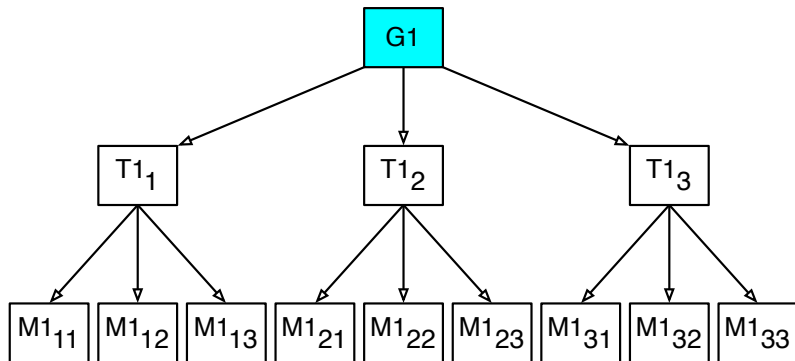 G1
T1₁ T1₂ T1₃
M1₁₁ M1₁₂ M1₁₃ M1₂₁ M1₂₂ M1₂₃ M1₃₁ M1₃₂ M1₃₃